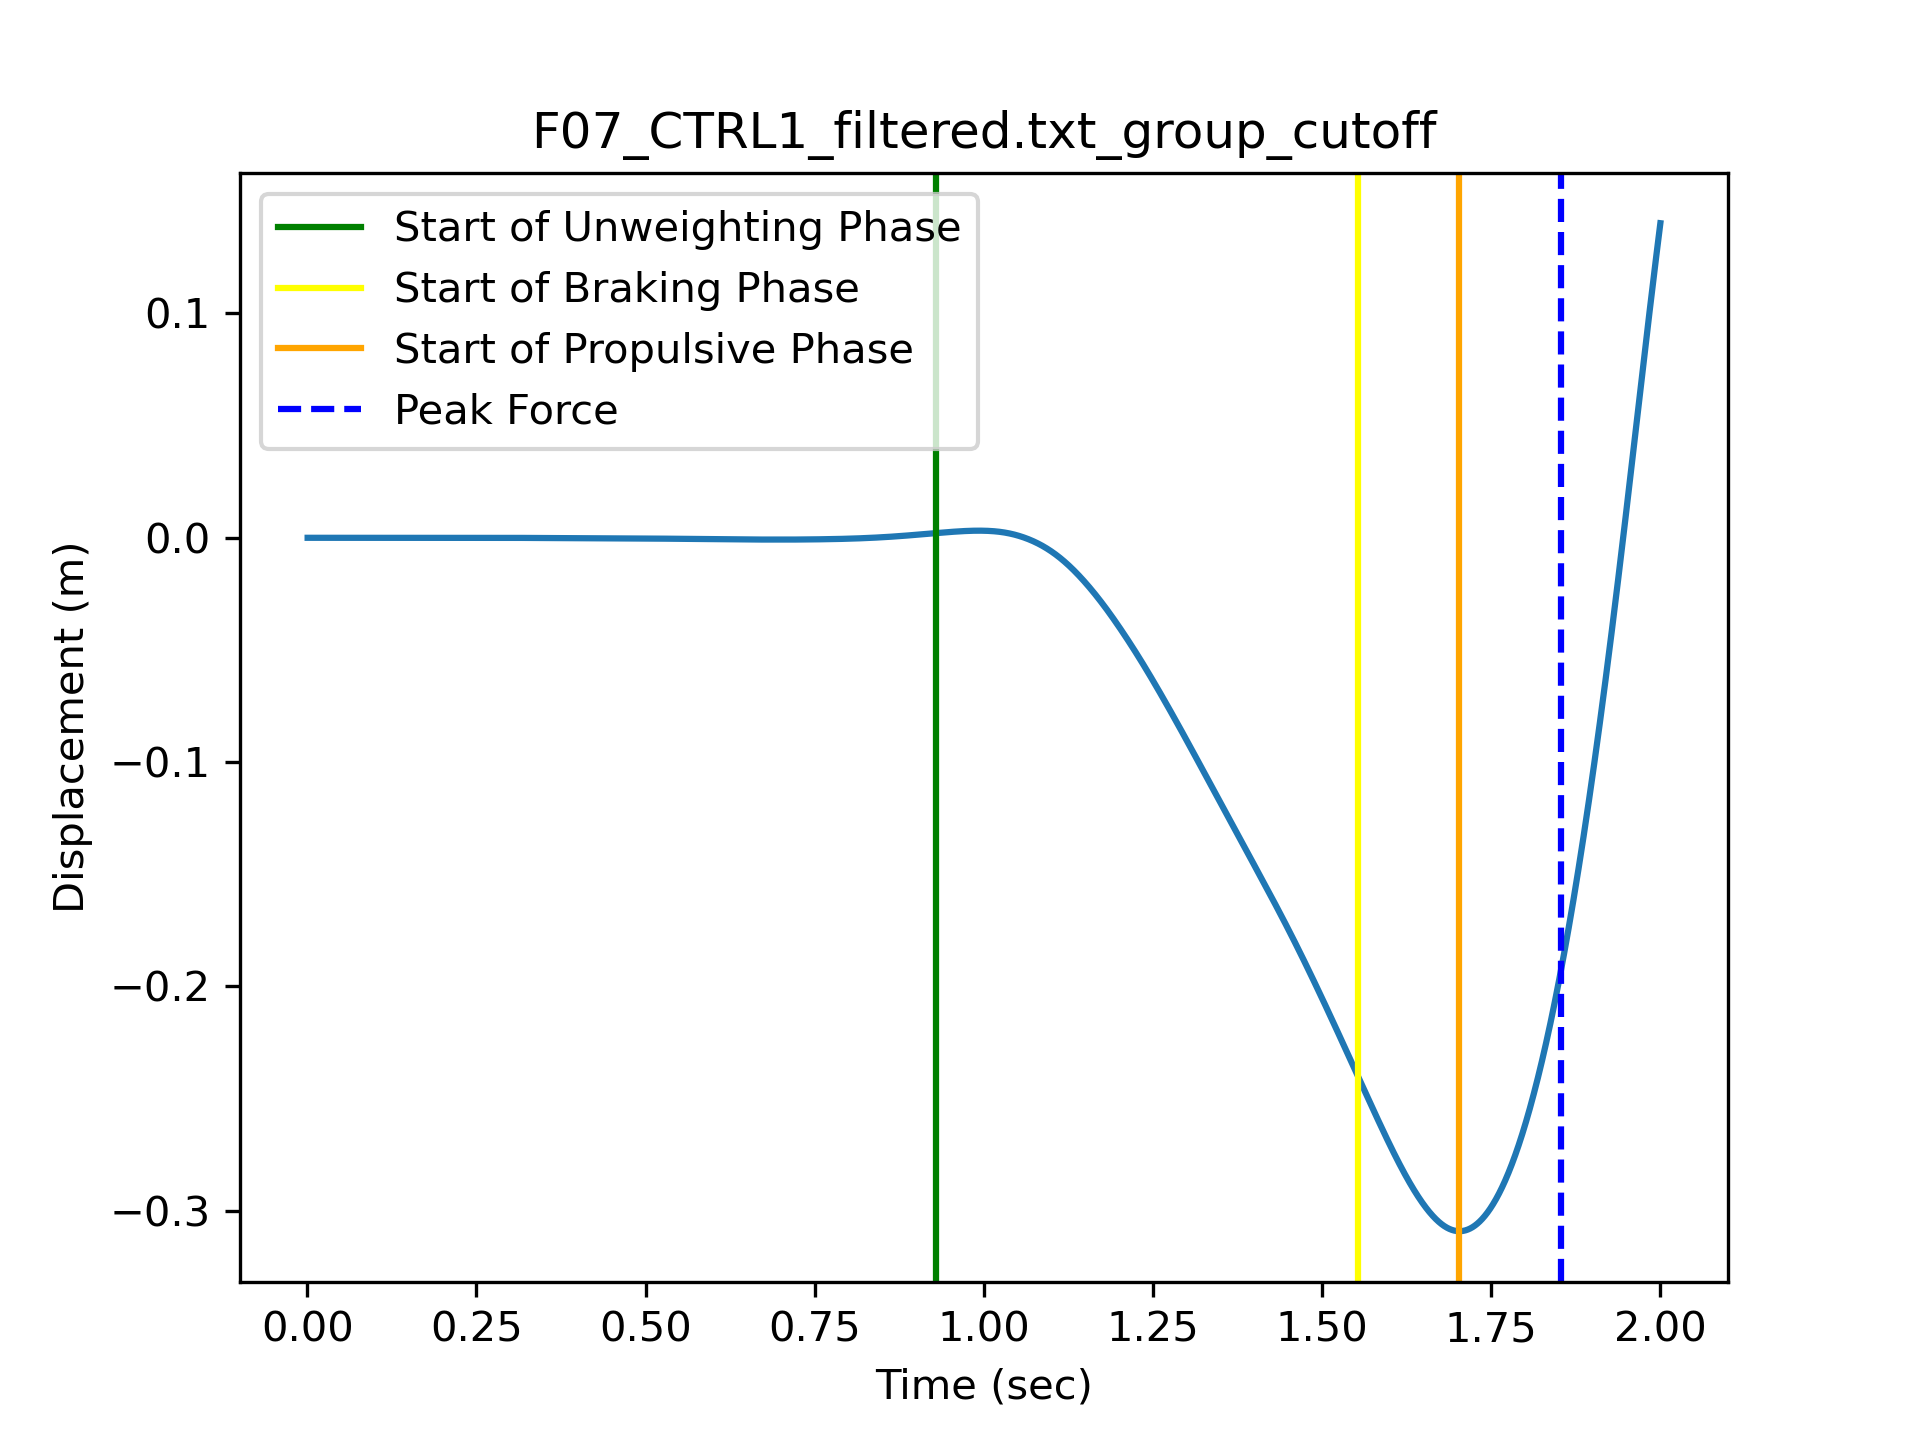 F07_CTRL1_filtered.txt_group_cutoff
Start of Unweighting Phase
Start of Braking Phase
Start of Propulsive Phase
Peak Force
0.1
0.0
−0.1
−0.2
−0.3
Displacement (m)
0.00 0.25 0.50 0.75 1.00 1.25 1.50 1.75 2.00
Time (sec)